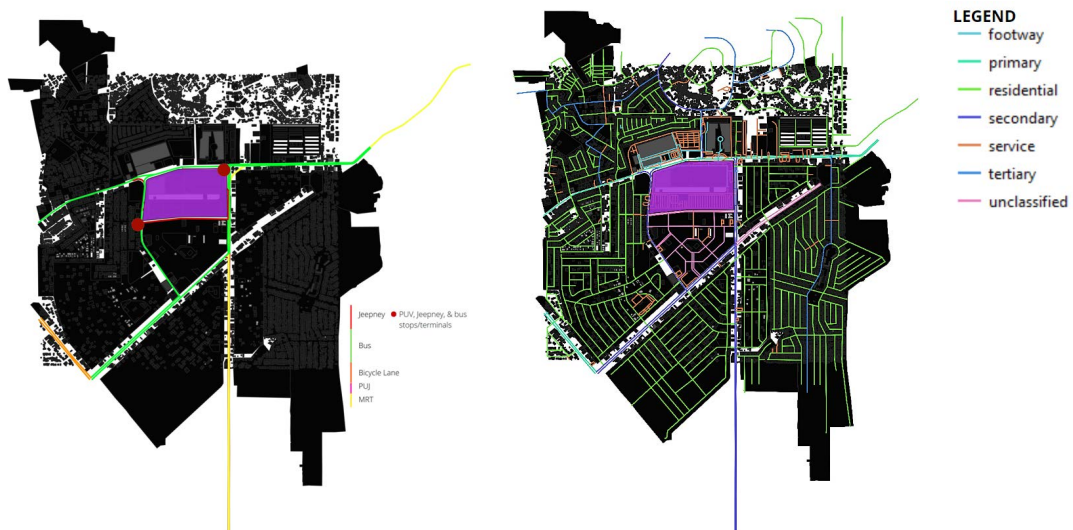 LEGEND
footway
primary
residential
secondary
service
tertiary
unclassified
Jeepney
PUV, Jeepney, & bus
stops/terminals
Bus
Bicycle Lane
PUJ
MRT